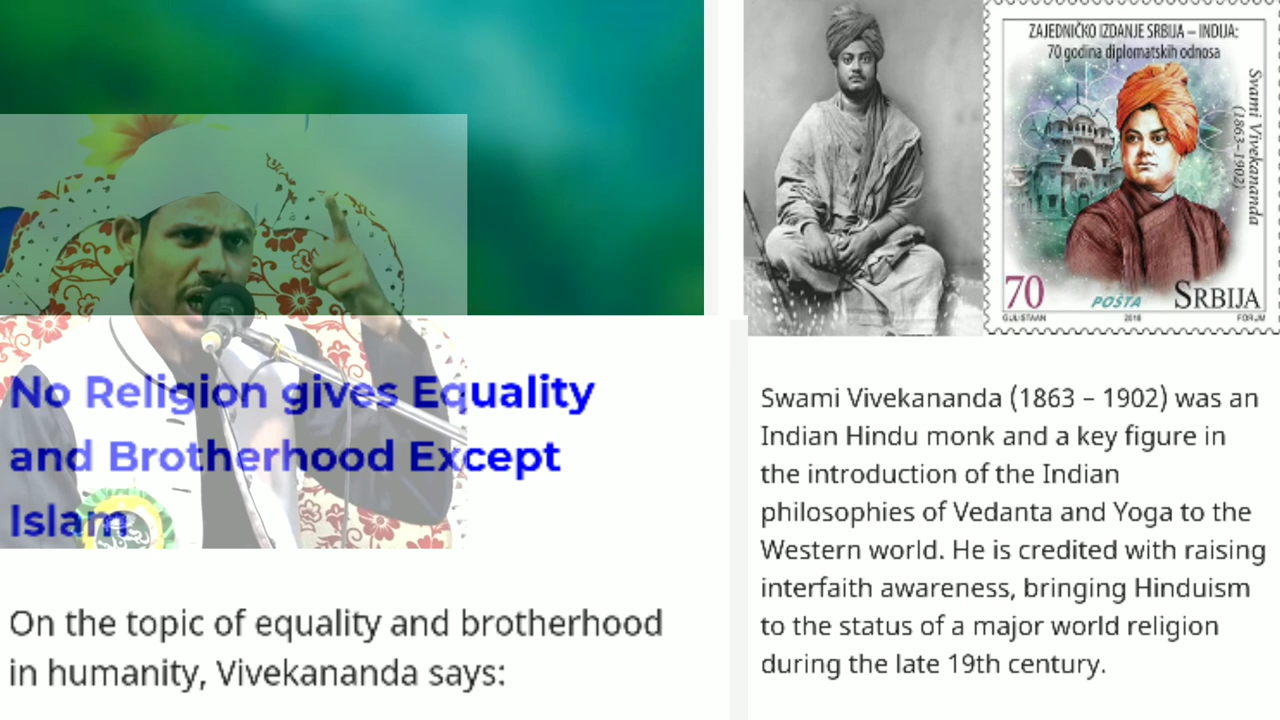 No Religion gives Equality
and Brotherhood Except
Islam
On the topic of equality and brotherhood
in humanity, Vivekananda says:
ZAJEDNIČKO IZDANJE SRBIJA – INDIJA:
70 godina diplomatskih odnosa
Svami Vivekananda
(1863–1902)
70
POŠTA
SRBIJA
GULISTAAN
2018
FORUM
Swami Vivekananda (1863 – 1902) was an
Indian Hindu monk and a key figure in
the introduction of the Indian
philosophies of Vedanta and Yoga to the
Western world. He is credited with raising
interfaith awareness, bringing Hinduism
to the status of a major world religion
during the late 19th century.